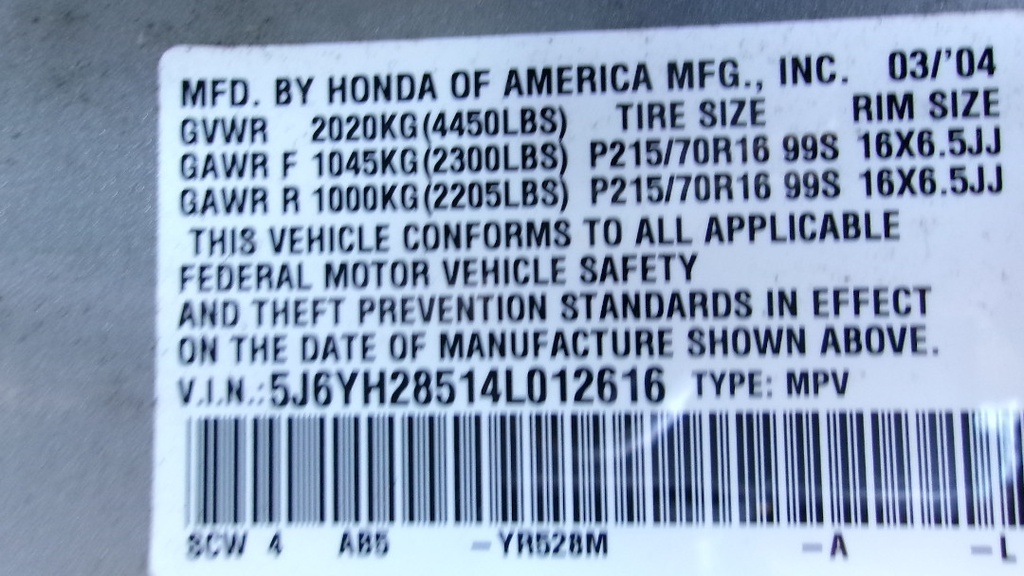 MFD. BY HONDA OF AMERICA MFG., INC. 03/'04
GVWR 2020KG(4450LBS) TIRE SIZE RIM SIZE
GAWR F 1045KG(2300LBS) P215/70R16 99S 16X6.5JJ
GAWR R 1000KG(2205LBS) P215/70R16 99S 16X6.5JJ
THIS VEHICLE CONFORMS TO ALL APPLICABLE
FEDERAL MOTOR VEHICLE SAFETY
AND THEFT PREVENTION STANDARDS IN EFFECT
ON THE DATE OF MANUFACTURE SHOWN ABOVE.
V.I.N.:5J6YH28514L012616 TYPE: MPV
SCW 4 AB5 -YR528M -A -L